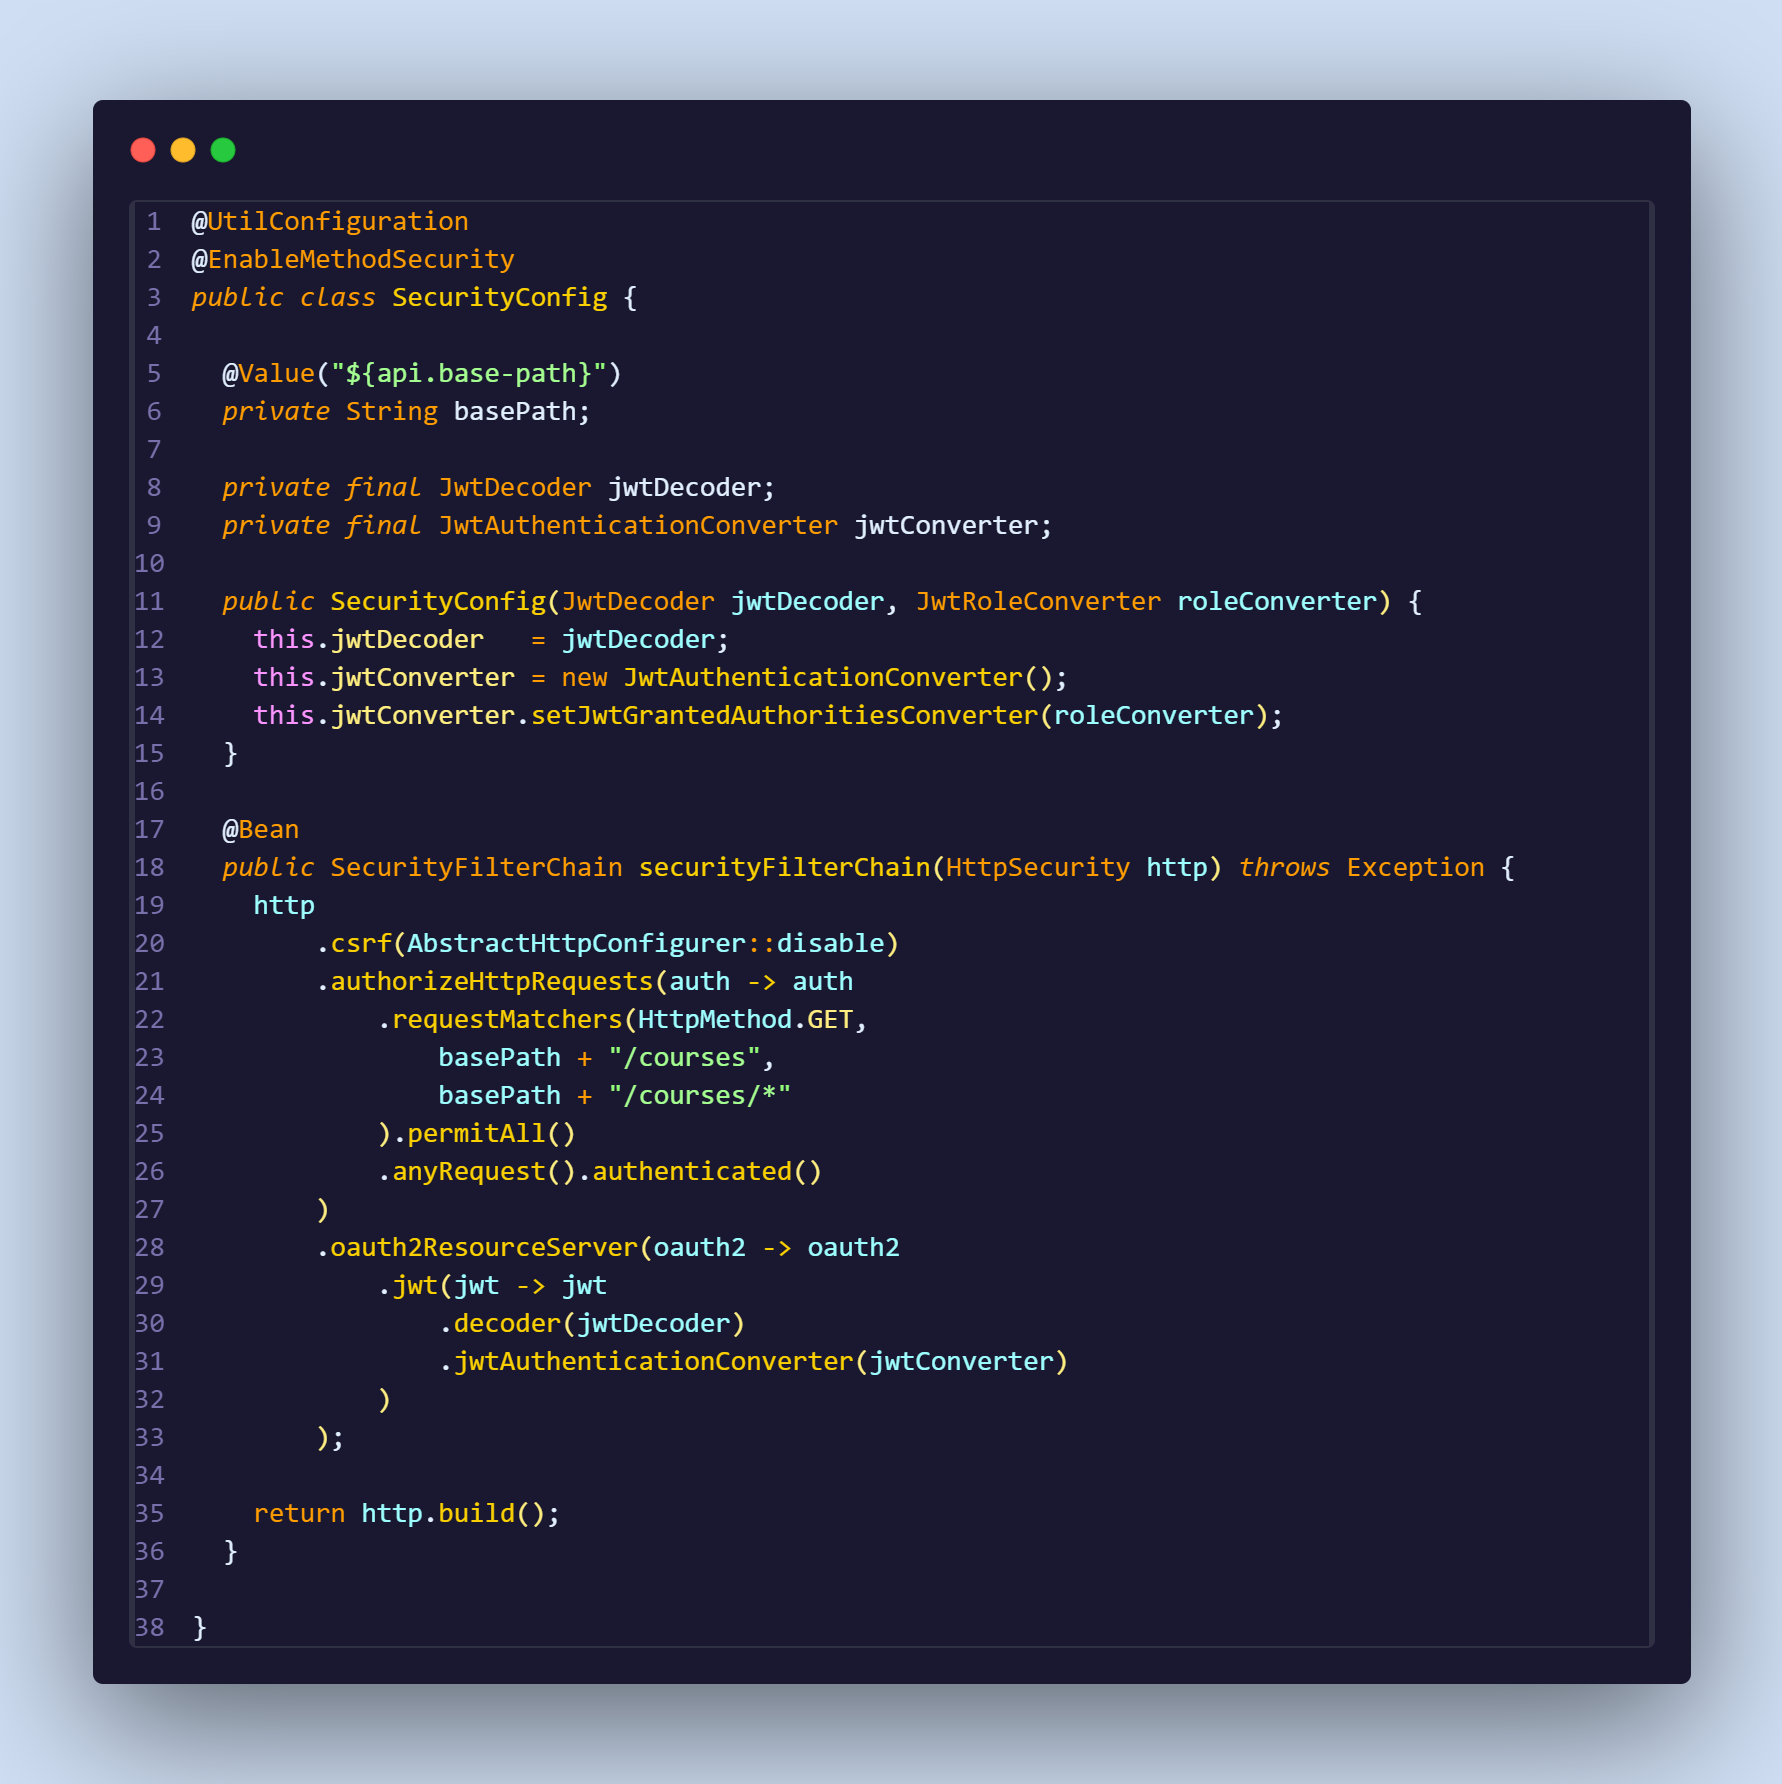 1 @UtilConfiguration
2 @EnableMethodSecurity
3 public class SecurityConfig {
4
5   @Value("${api.base-path}")
6   private String basePath;
7
8   private final JwtDecoder jwtDecoder;
9   private final JwtAuthenticationConverter jwtConverter;
10
11   public SecurityConfig(JwtDecoder jwtDecoder, JwtRoleConverter roleConverter) {
12     this.jwtDecoder   = jwtDecoder;
13     this.jwtConverter = new JwtAuthenticationConverter();
14     this.jwtConverter.setJwtGrantedAuthoritiesConverter(roleConverter);
15   }
16
17   @Bean
18   public SecurityFilterChain securityFilterChain(HttpSecurity http) throws Exception {
19     http
20         .csrf(AbstractHttpConfigurer::disable)
21         .authorizeHttpRequests(auth -> auth
22             .requestMatchers(HttpMethod.GET,
23                 basePath + "/courses",
24                 basePath + "/courses/*"
25             ).permitAll()
26             .anyRequest().authenticated()
27         )
28         .oauth2ResourceServer(oauth2 -> oauth2
29             .jwt(jwt -> jwt
30                 .decoder(jwtDecoder)
31                 .jwtAuthenticationConverter(jwtConverter)
32             )
33         );
34
35     return http.build();
36   }
37
38 }